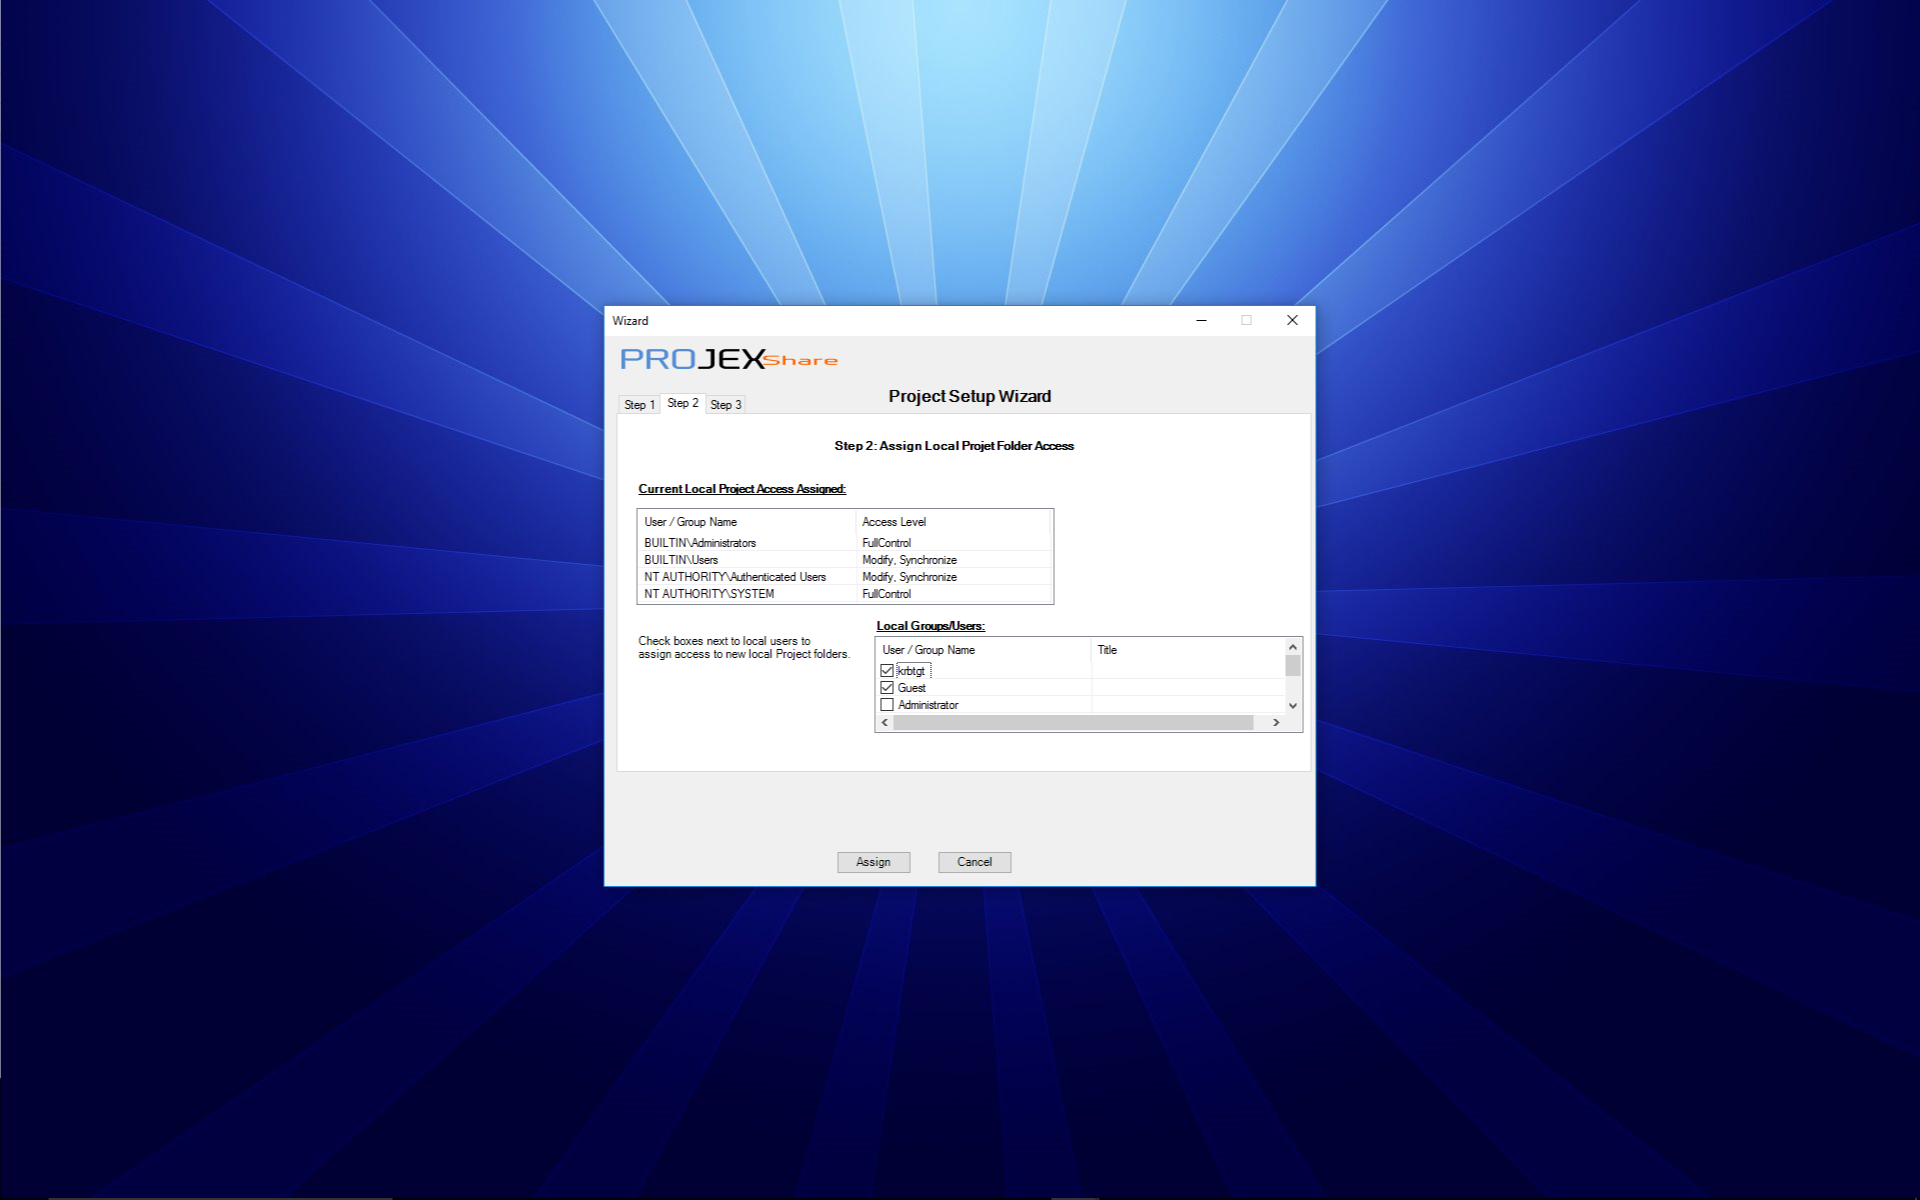 Wizard
PROJEXShare
Project Setup Wizard
Step 1 Step 2 Step 3
Step 2: Assign Local Projet Folder Access
Current Local Project Access Assigned:
User / Group Name Access Level
BUILTIN\Administrators FullControl
BUILTIN\Users Modify, Synchronize
NT AUTHORITY\Authenticated Users Modify, Synchronize
NT AUTHORITY\SYSTEM FullControl
Check boxes next to local users to
assign access to new local Project folders.
Local Groups/Users:
User / Group Name Title
krbtgt
Guest
Administrator
Assign Cancel